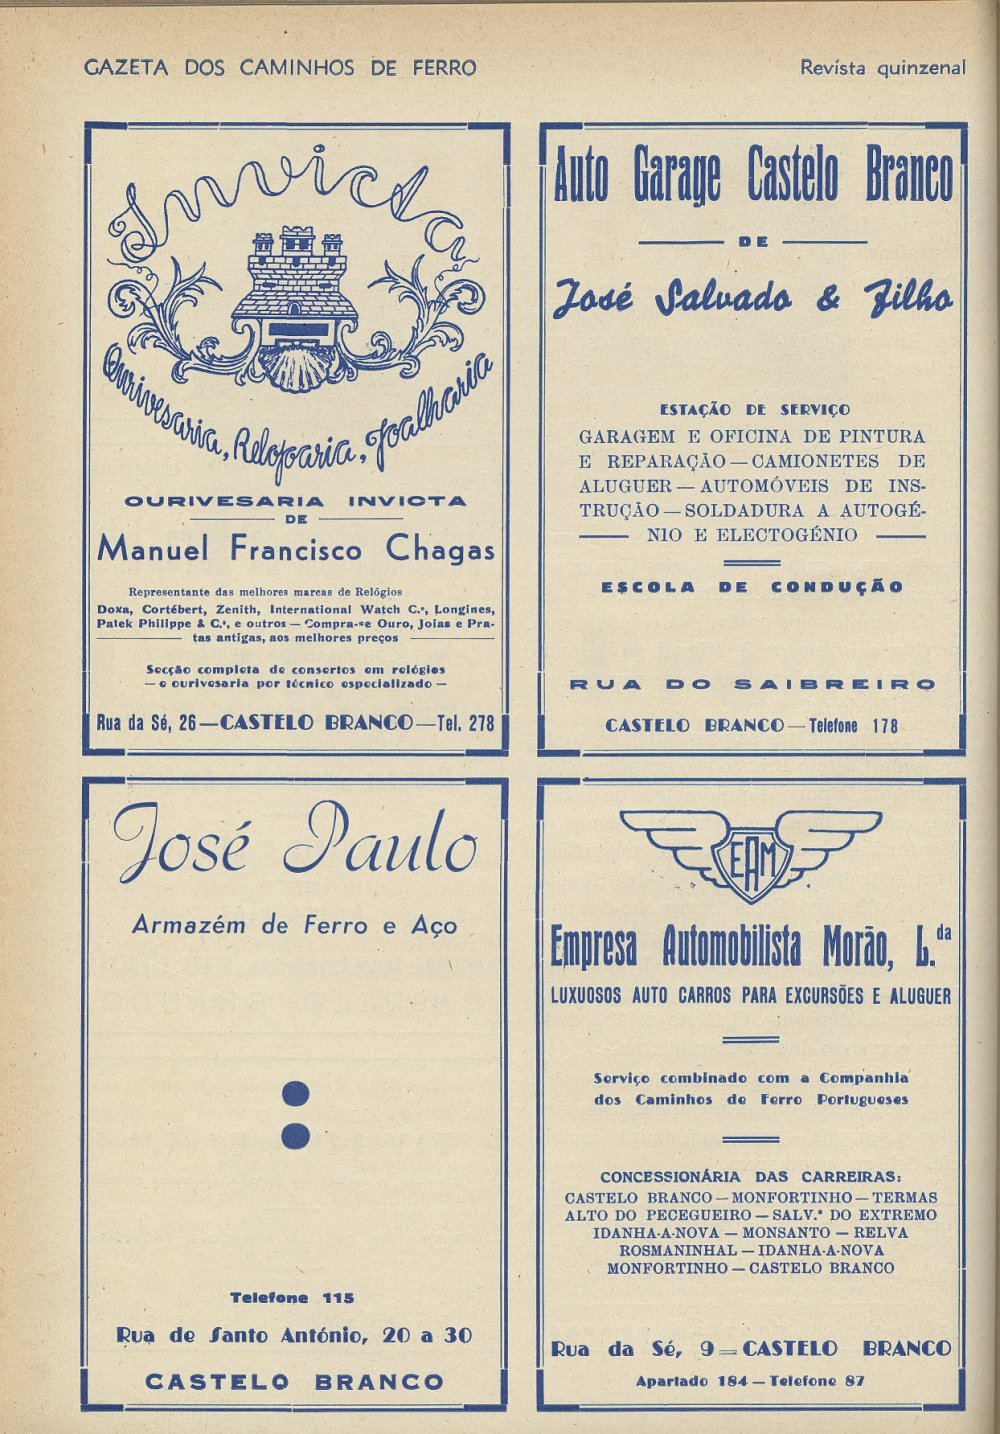 GAZETA DOS CAMINHOS DE FERRO
Revista quinzenal
Invicta
Ourivesaria, Relojoaria, Joalharia
OURIVESARIA INVICTA
DE
Manuel Francisco Chagas
Representante das melhores marcas de Relógios
Doxa, Cortébert, Zenith, International Watch C.ª, Longines,
Patek Philippe & C.ª, e outros — Compra-se Ouro, Joias e Pra-
tas antigas, aos melhores preços
Secção completa de consertos em relógios
— e ourivesaria por técnico especializado —
Rua da Sé, 26 — CASTELO BRANCO — Tel. 278
Auto Garage Castelo Branco
DE
José Salvado & Filho
ESTAÇÃO DE SERVIÇO
GARAGEM E OFICINA DE PINTURA
E REPARAÇÃO — CAMIONETES DE
ALUGUER — AUTOMÓVEIS DE INS-
TRUÇÃO — SOLDADURA A AUTOGÉ-
NIO E ELECTOGÉNIO
ESCOLA DE CONDUÇÃO
RUA DO SAIBREIRO
CASTELO BRANCO — Telefone 178
José Paulo
Armazém de Ferro e Aço
Telefone 115
Rua de Santo António, 20 a 30
CASTELO BRANCO
EAM
Empresa Automobilista Morão, L.da
LUXUOSOS AUTO CARROS PARA EXCURSÕES E ALUGUER
Serviço combinado com a Companhia
dos Caminhos de Ferro Portugueses
CONCESSIONÁRIA DAS CARREIRAS:
CASTELO BRANCO — MONFORTINHO — TERMAS
ALTO DO PECEGUEIRO — SALV.ª DO EXTREMO
IDANHA-A-NOVA — MONSANTO — RELVA
ROSMANINHAL — IDANHA-A-NOVA
MONFORTINHO — CASTELO BRANCO
Rua da Sé, 9 = CASTELO BRANCO
Apartado 184 — Telefone 87